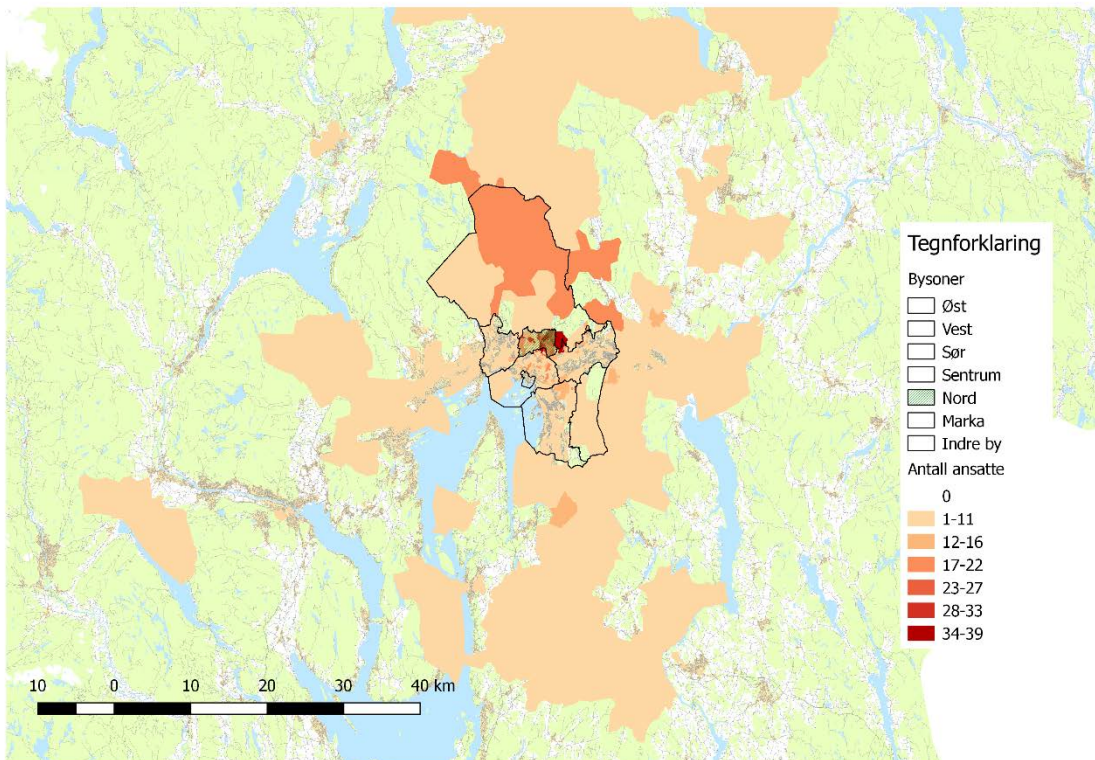 Tegnforklaring
Bysoner
Øst
Vest
Sør
Sentrum
Nord
Marka
Indre by
Antall ansatte
0
1-11
12-16
17-22
23-27
28-33
34-39
10 0 10 20 30 40 km